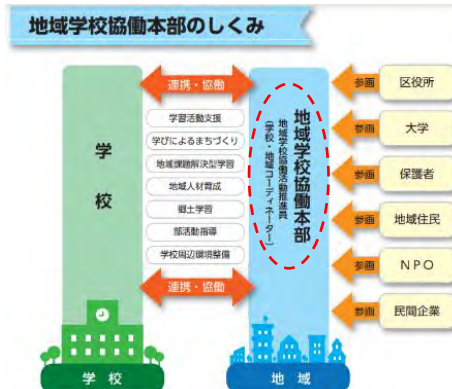 地域学校協働本部のしくみ
学校
連携・協働
学習活動支援
学びによるまちづくり
地域課題解決型学習
地域人材育成
郷土学習
部活動指導
学校周辺環境整備
連携・協働
地域学校協働本部
地域学校協働活動推進員
(学校・地域コーディネーター)
参画 区役所
参画 大学
参画 保護者
参画 地域住民
参画 NPO
参画 民間企業
学校
地域